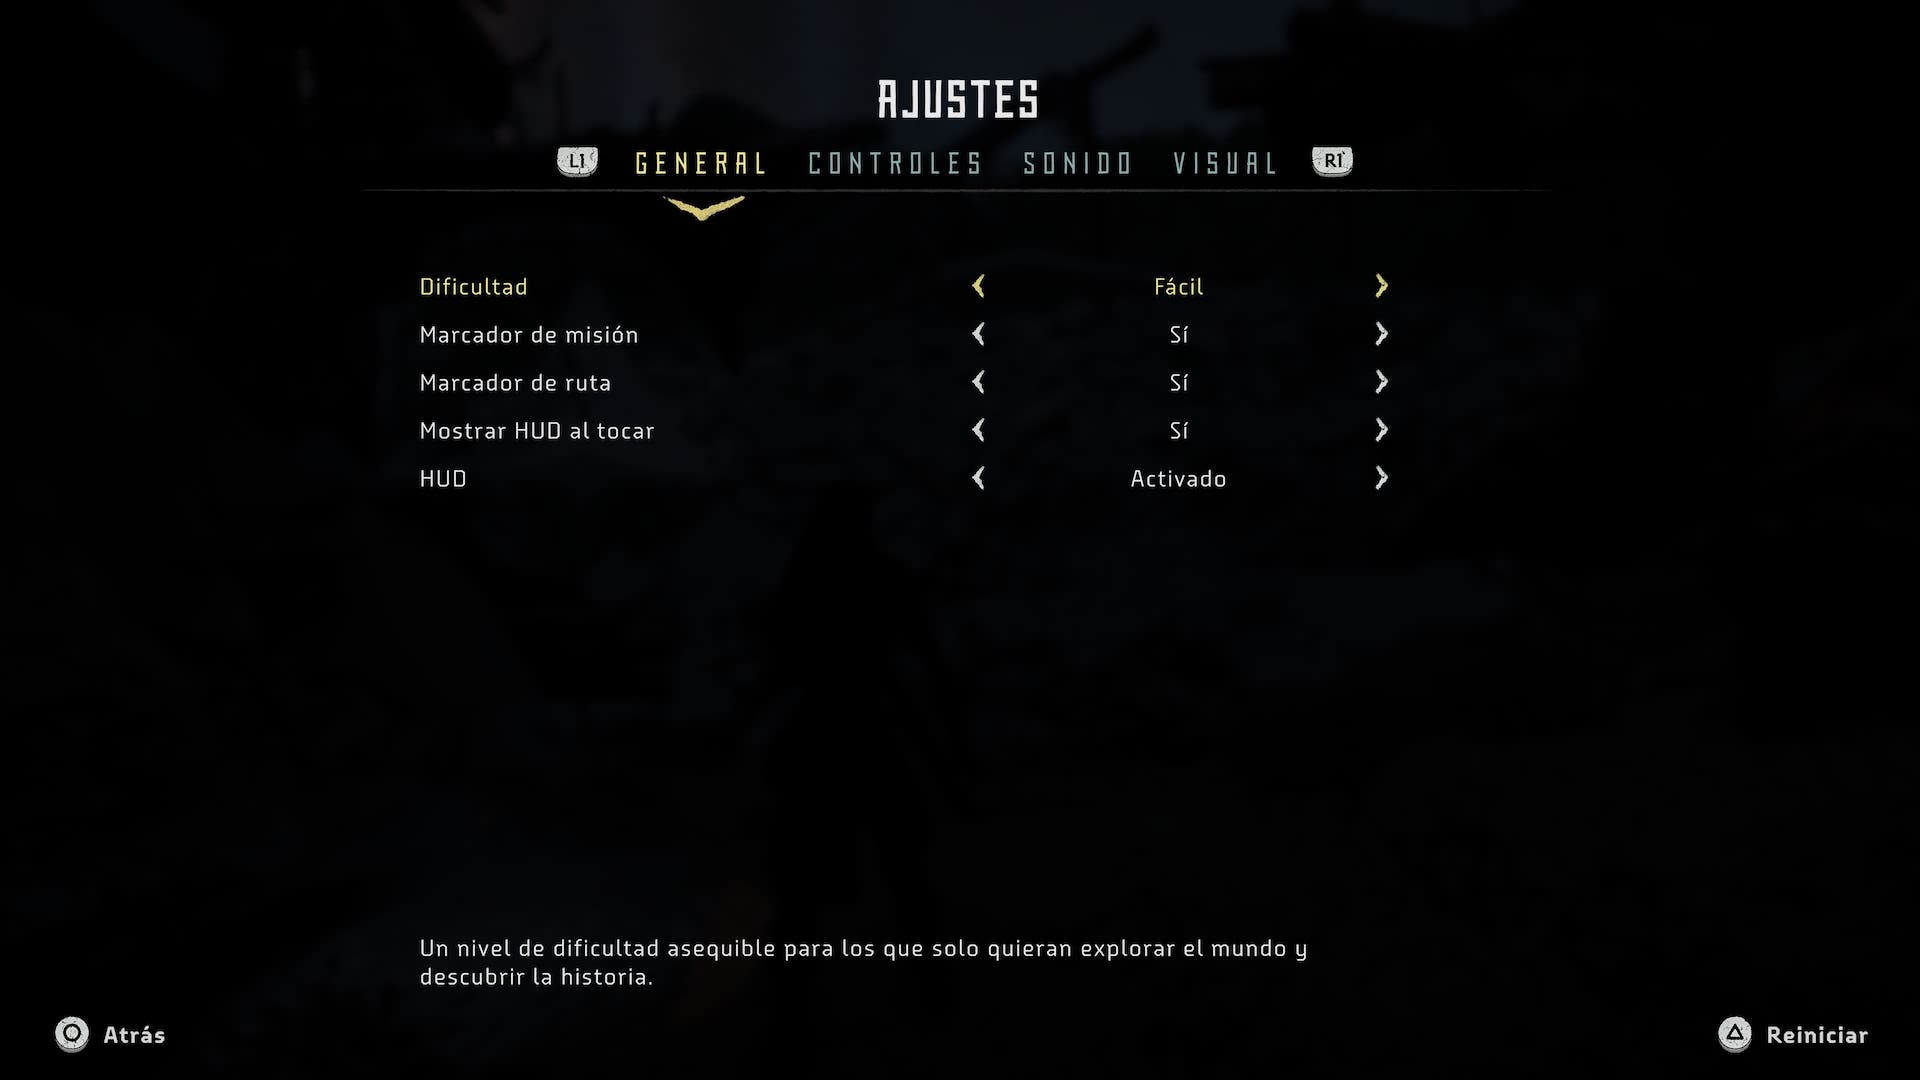 AJUSTES
L1 GENERAL CONTROLES SONIDO VISUAL R1
Dificultad Fácil
Marcador de misión Sí
Marcador de ruta Sí
Mostrar HUD al tocar Sí
HUD Activado
Un nivel de dificultad asequible para los que solo quieran explorar el mundo y
descubrir la historia.
Atrás Reiniciar